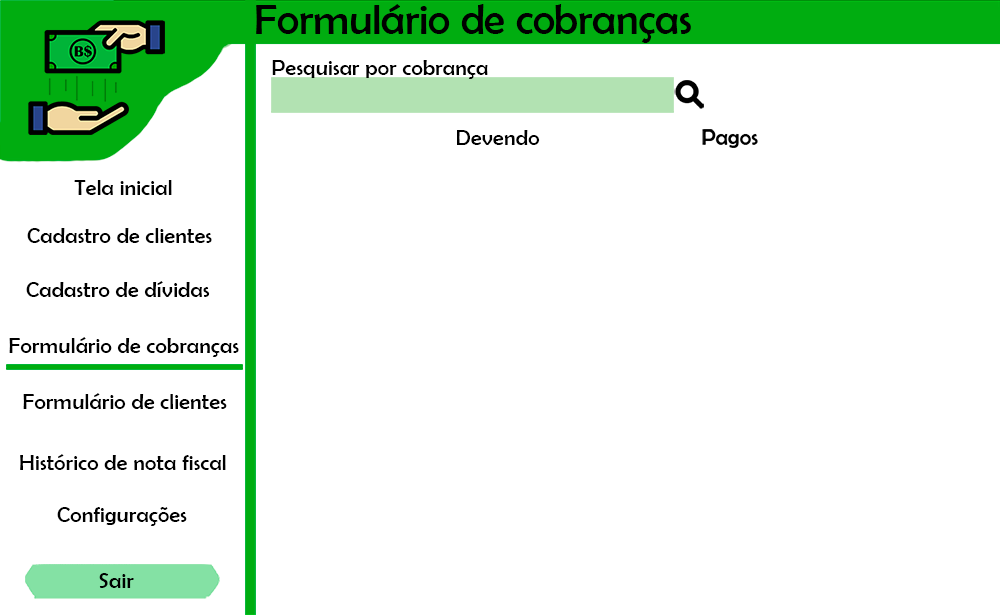 Formulário de cobranças
B$
Pesquisar por cobrança
Devendo
Pagos
Tela inicial
Cadastro de clientes
Cadastro de dívidas
Formulário de cobranças
Formulário de clientes
Histórico de nota fiscal
Configurações
Sair